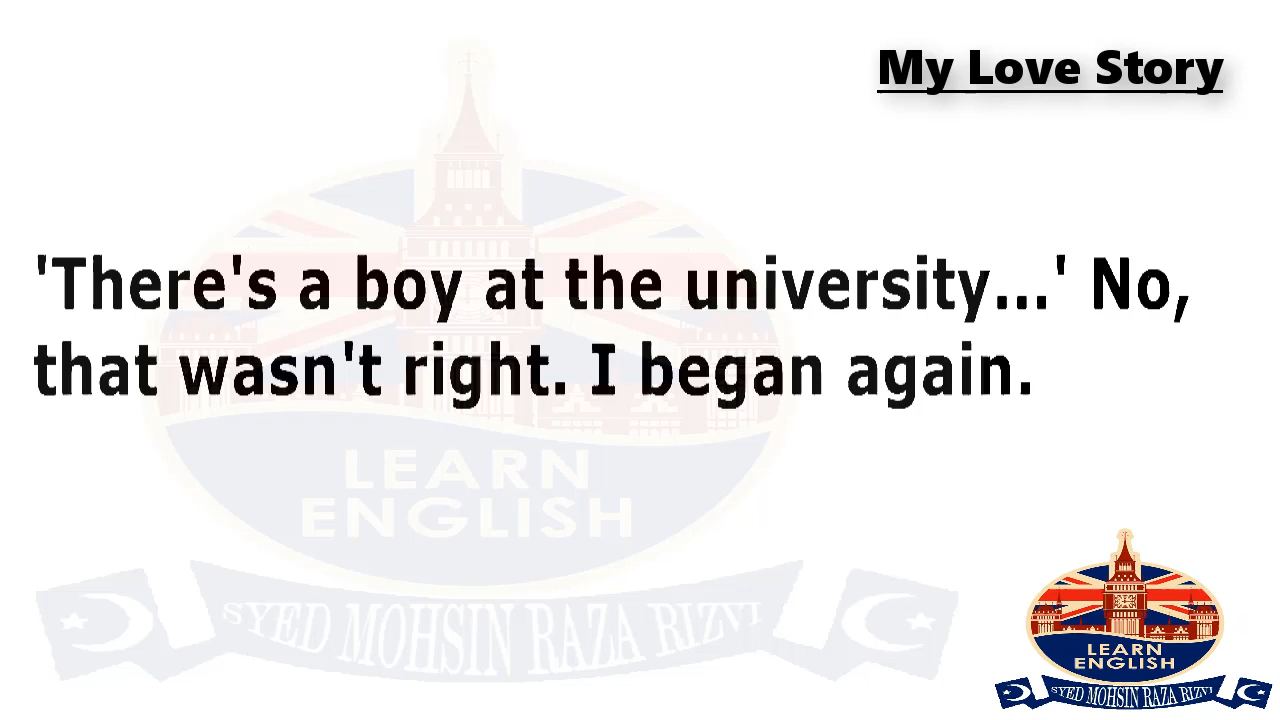 My Love Story
'There's a boy at the university...' No,
that wasn't right. I began again.
LEARN
ENGLISH
SYED MOHSIN RAZA RIZVI
LEARN
ENGLISH
SYED MOHSIN RAZA RIZVI